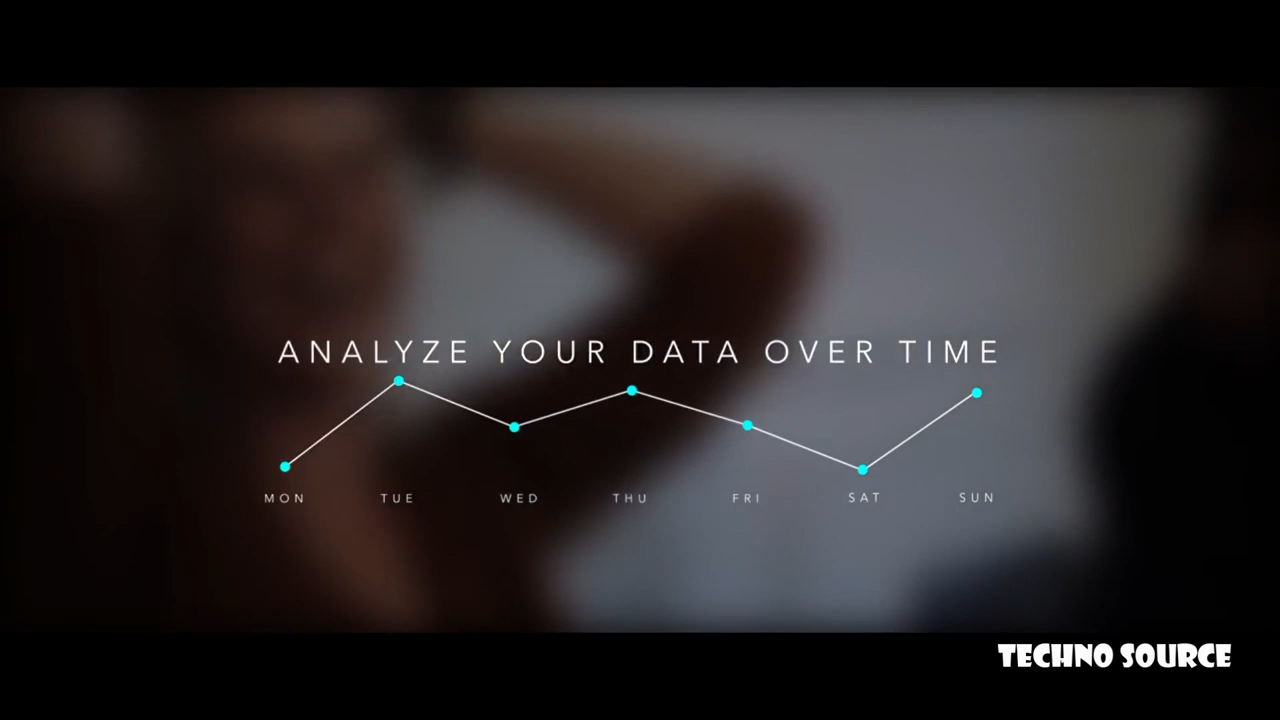 ANALYZE YOUR DATA OVER TIME
MON TUE WED THU FRI SAT SUN
TECHNO SOURCE